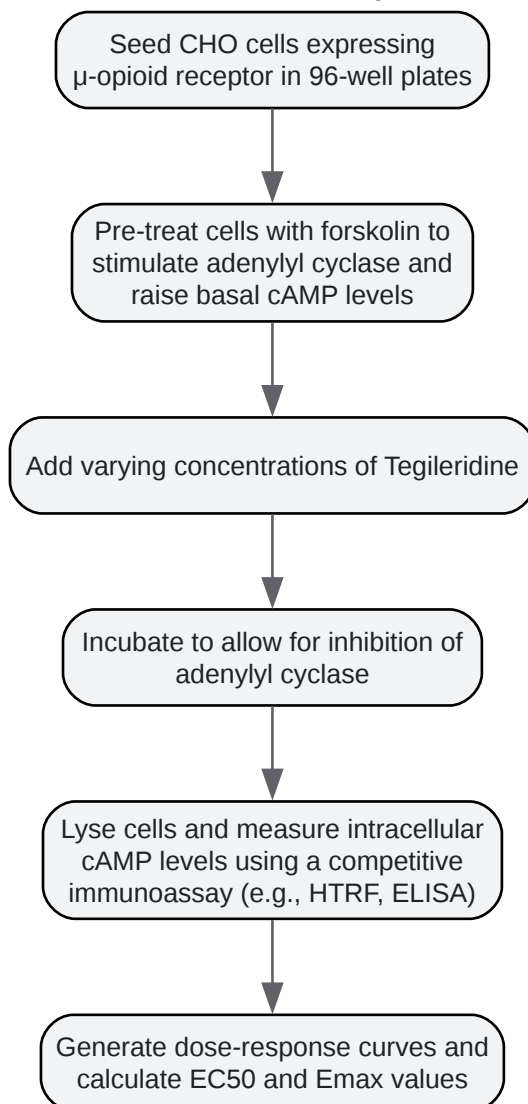 Seed CHO cells expressing
μ-opioid receptor in 96-well plates
Pre-treat cells with forskolin to
stimulate adenylyl cyclase and
raise basal cAMP levels
Add varying concentrations of Tegileridine
Incubate to allow for inhibition of
adenylyl cyclase
Lyse cells and measure intracellular
cAMP levels using a competitive
immunoassay (e.g., HTRF, ELISA)
Generate dose-response curves and
calculate EC50 and Emax values